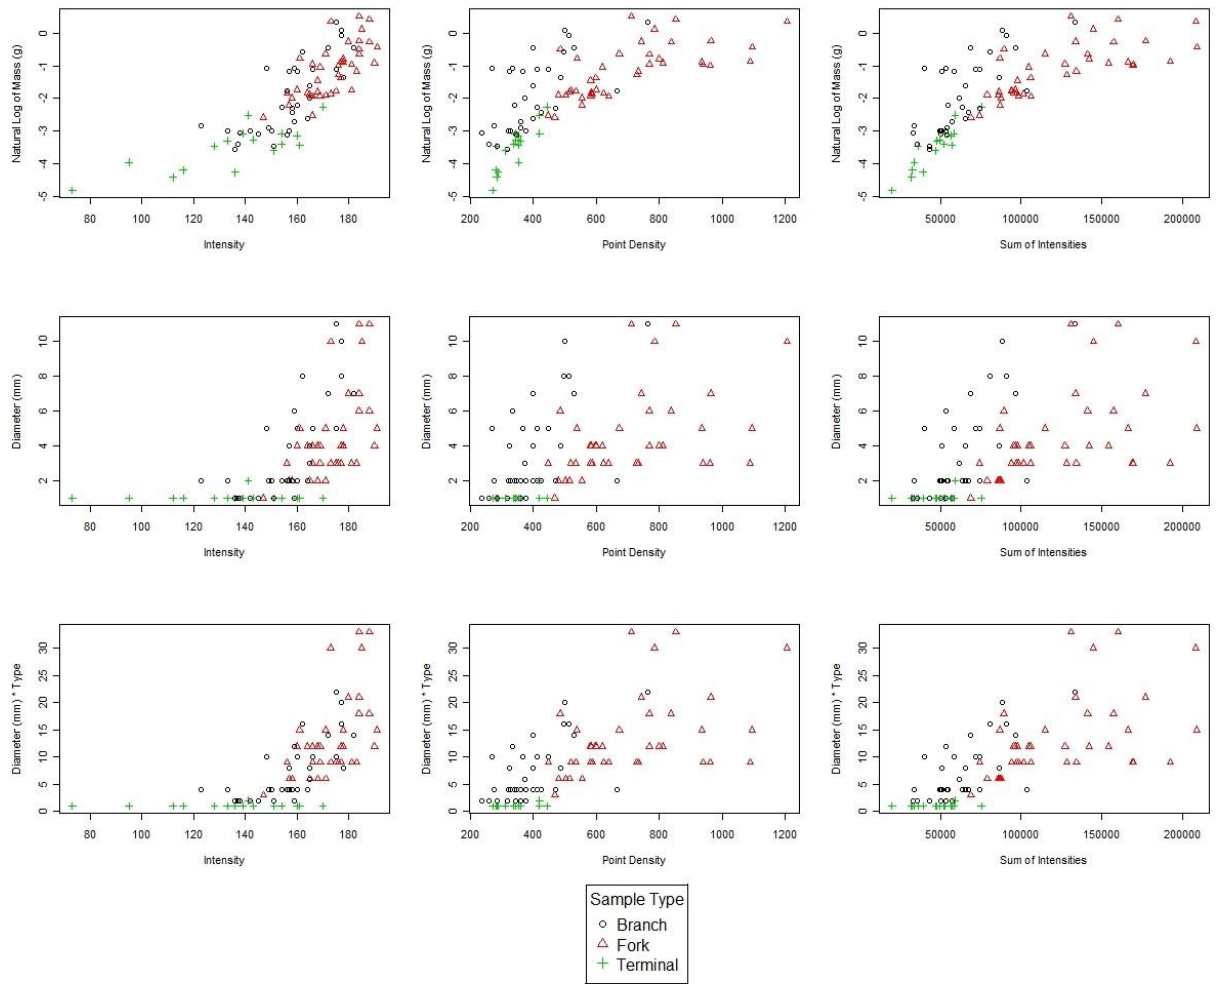 Natural Log of Mass (g)
0
-1
-2
-3
-4
-5
80 100 120 140 160 180
Intensity
Natural Log of Mass (g)
0
-1
-2
-3
-4
-5
200 400 600 800 1000 1200
Point Density
Natural Log of Mass (g)
0
-1
-2
-3
-4
-5
50000 100000 150000 200000
Sum of Intensities
Diameter (mm)
10
8
6
4
2
80 100 120 140 160 180
Intensity
Diameter (mm)
10
8
6
4
2
200 400 600 800 1000 1200
Point Density
Diameter (mm)
10
8
6
4
2
50000 100000 150000 200000
Sum of Intensities
Diameter (mm) * Type
30
25
20
15
10
5
0
80 100 120 140 160 180
Intensity
Diameter (mm) * Type
30
25
20
15
10
5
0
200 400 600 800 1000 1200
Point Density
Diameter (mm) * Type
30
25
20
15
10
5
0
50000 100000 150000 200000
Sum of Intensities
Sample Type
Branch
Fork
Terminal